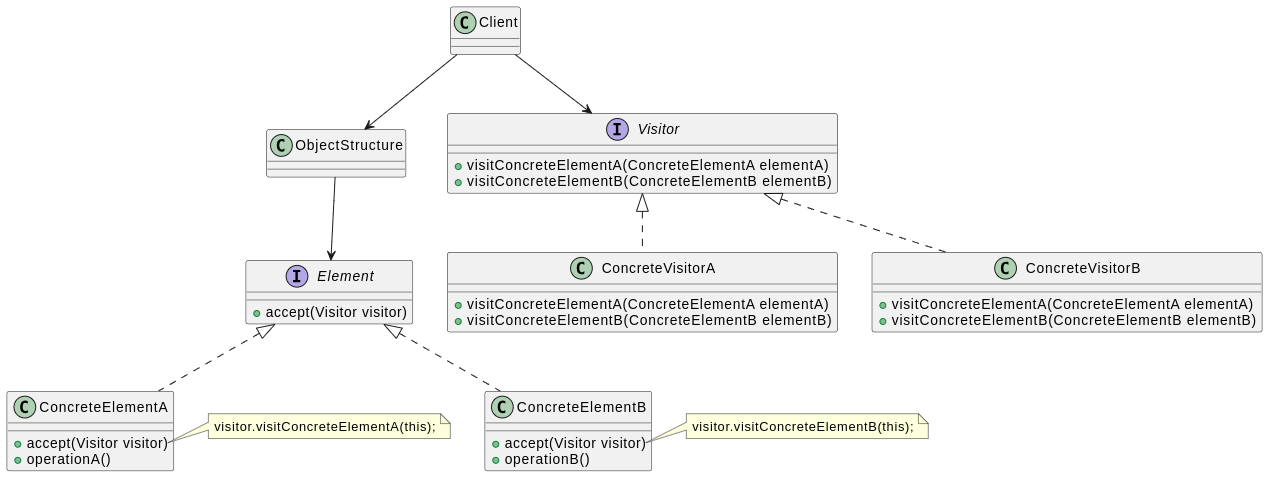 C Client
C ObjectStructure
I Visitor
visitConcreteElementA(ConcreteElementA elementA)
visitConcreteElementB(ConcreteElementB elementB)
I Element
accept(Visitor visitor)
C ConcreteVisitorA
visitConcreteElementA(ConcreteElementA elementA)
visitConcreteElementB(ConcreteElementB elementB)
C ConcreteVisitorB
visitConcreteElementA(ConcreteElementA elementA)
visitConcreteElementB(ConcreteElementB elementB)
C ConcreteElementA
accept(Visitor visitor)
operationA()
visitor.visitConcreteElementA(this);
C ConcreteElementB
accept(Visitor visitor)
operationB()
visitor.visitConcreteElementB(this);